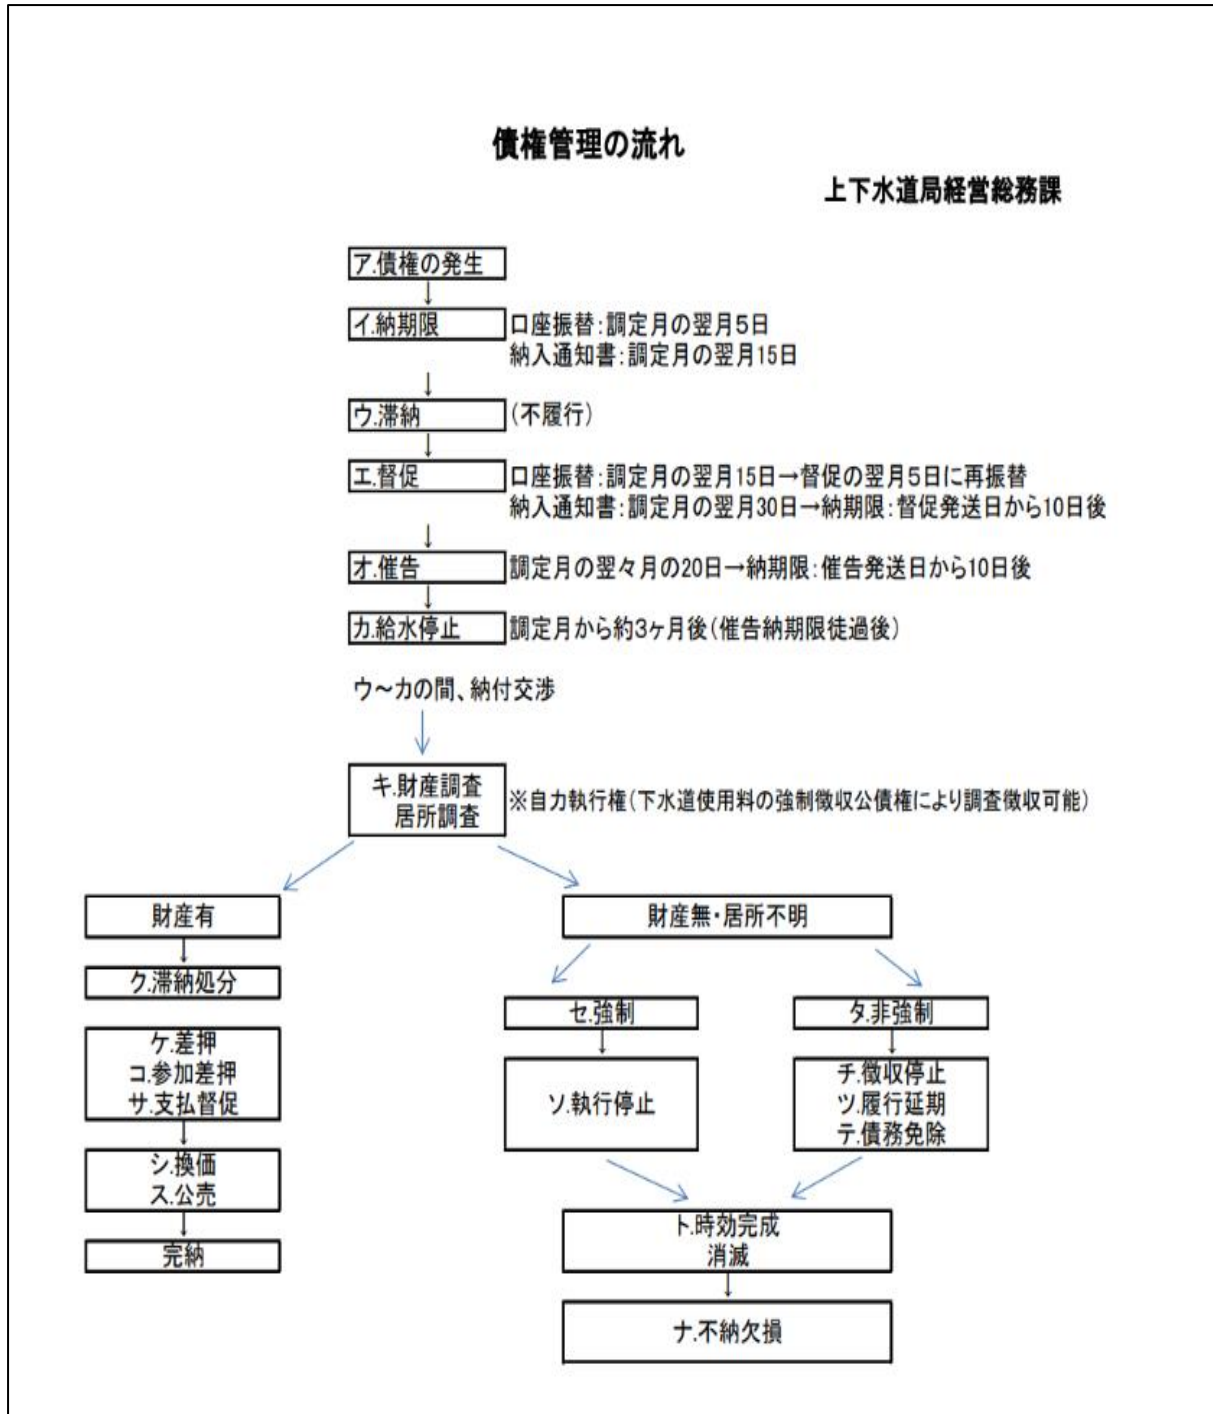 債権管理の流れ
上下水道局経営総務課
ア.債権の発生
↓
イ.納期限 口座振替:調定月の翌月5日
納入通知書:調定月の翌月15日
↓
ウ.滞納 (不履行)
↓
エ.督促 口座振替:調定月の翌月15日→督促の翌月5日に再振替
納入通知書:調定月の翌月30日→納期限:督促発送日から10日後
↓
オ.催告 調定月の翌々月の20日→納期限:催告発送日から10日後
↓
カ.給水停止 調定月から約3ヶ月後(催告納期限徒過後)
ウ～カの間、納付交渉
キ.財産調査
居所調査
※自力執行権(下水道使用料の強制徴収公債権により調査徴収可能)
財産有
↓
ク.滞納処分
ケ.差押
コ.参加差押
サ.支払督促
↓
シ.換価
ス.公売
↓
完納
財産無・居所不明
セ.強制
↓
ソ.執行停止
タ.非強制
↓
チ.徴収停止
ツ.履行延期
テ.債務免除
ト.時効完成
消滅
↓
ナ.不納欠損